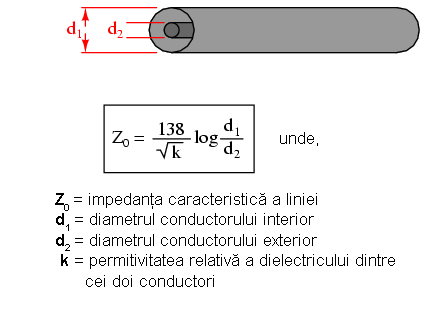 d1 d2
Z0 = 138/√k log d1/d2 unde,
Z0 = impedanța caracteristică a liniei
d1 = diametrul conductorului interior
d2 = diametrul conductorului exterior
k = permitivitatea relativă a dielectricului dintre
cei doi conductori